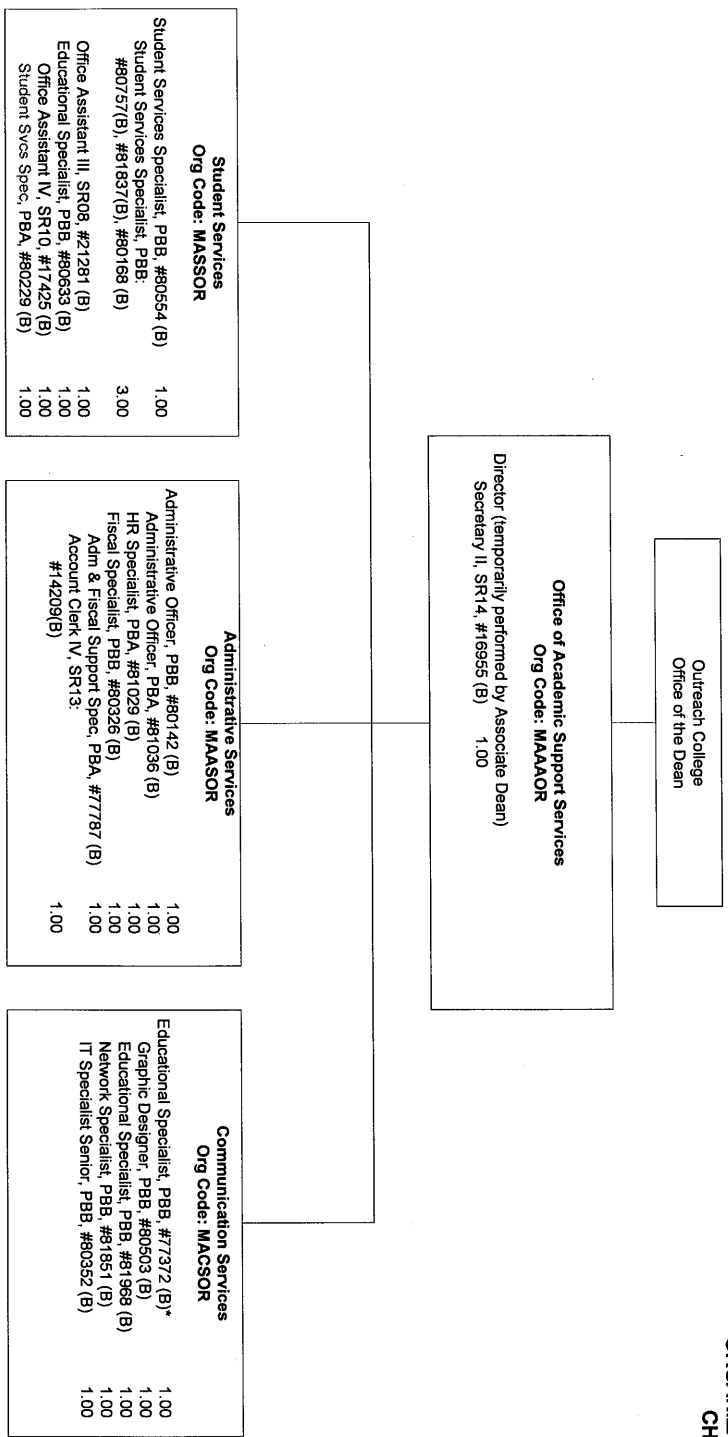 CH
Outreach College
Office of the Dean
Office of Academic Support Services
Org Code: MAAAOR
Director (temporarily performed by Associate Dean)
Secretary II, SR14, #16955 (B) 1.00
Student Services
Org Code: MASSOR
Student Services Specialist, PBB, #80554 (B) 1.00
Student Services Specialist, PBB:
#80757(B), #81837(B), #80168 (B) 3.00
Office Assistant III, SR08, #21281 (B) 1.00
Educational Specialist, PBB, #80633 (B) 1.00
Office Assistant IV, SR10, #17425 (B) 1.00
Student Svcs Spec, PBA, #80229 (B) 1.00
Administrative Services
Org Code: MAASOR
Administrative Officer, PBB, #80142 (B) 1.00
Administrative Officer, PBA, #81036 (B) 1.00
HR Specialist, PBA, #81029 (B) 1.00
Fiscal Specialist, PBB, #80326 (B) 1.00
Adm & Fiscal Support Spec, PBA, #77787 (B) 1.00
Account Clerk IV, SR13:
#14209(B) 1.00
Communication Services
Org Code: MACSOR
Educational Specialist, PBB, #77372 (B)* 1.00
Graphic Designer, PBB, #80503 (B) 1.00
Educational Specialist, PBB, #81968 (B) 1.00
Network Specialist, PBB, #81851 (B) 1.00
IT Specialist Senior, PBB, #80352 (B) 1.00